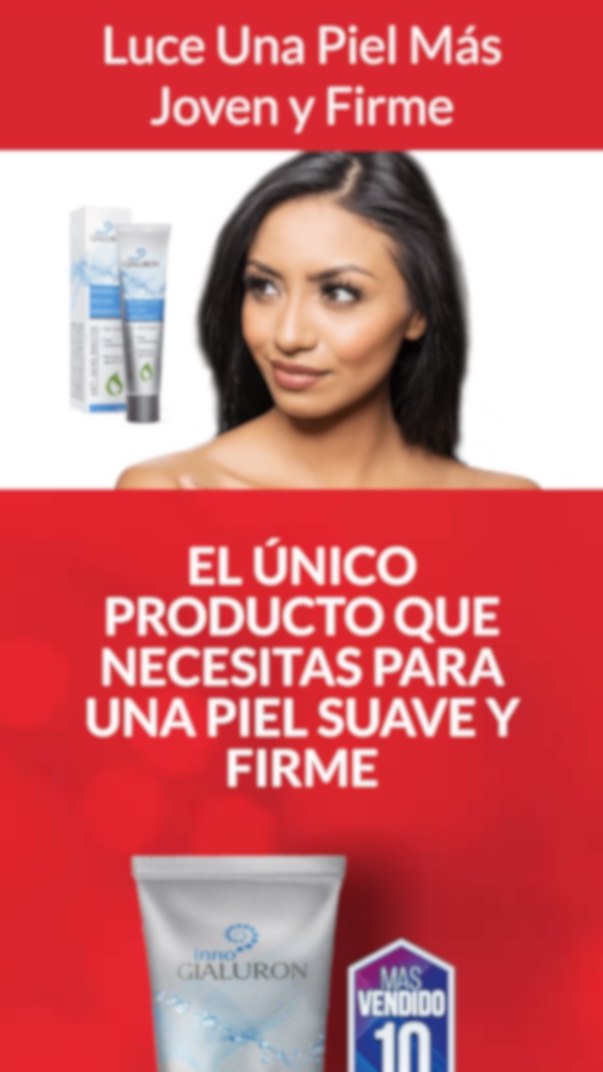 Luce Una Piel Más
Joven y Firme
EL ÚNICO
PRODUCTO QUE
NECESITAS PARA
UNA PIEL SUAVE Y
FIRME
inno
GIALURON
MAS
VENDIDO
10